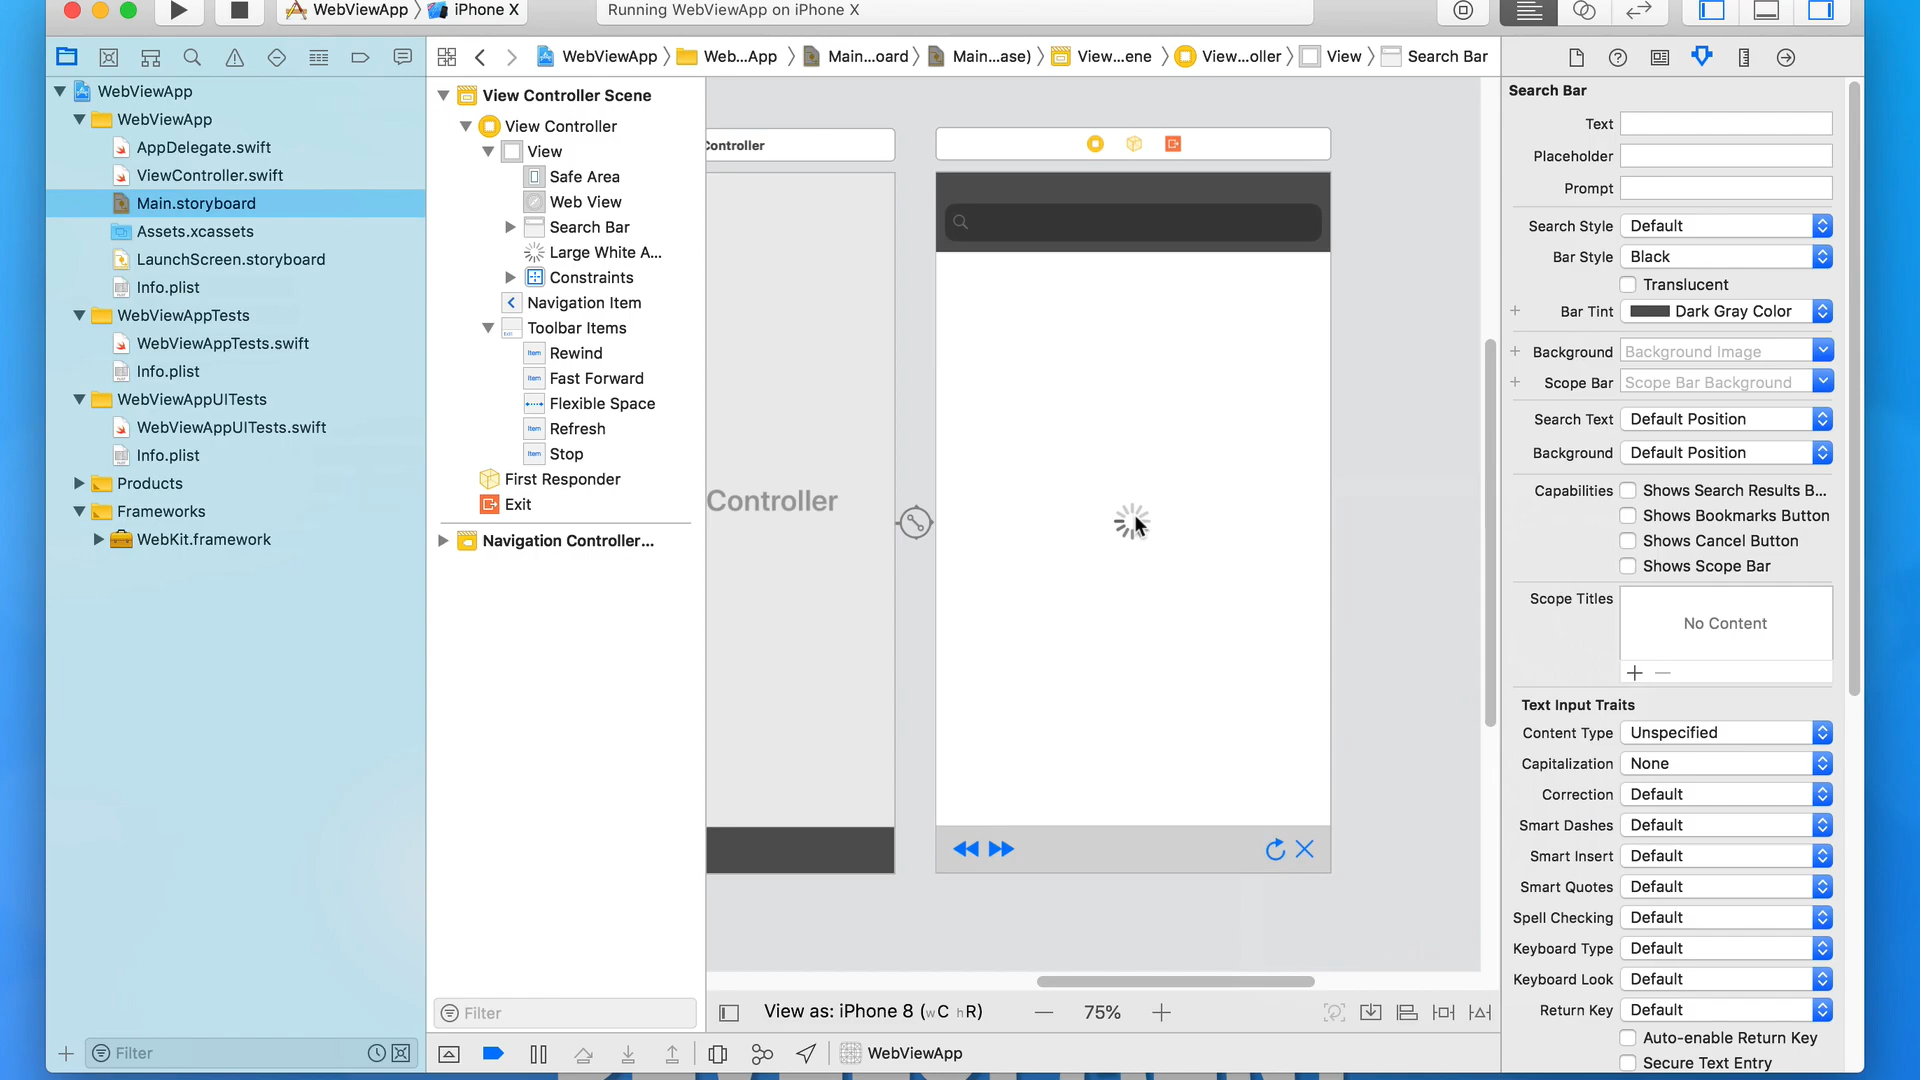 WebViewApp
iPhone X
Running WebViewApp on iPhone X
WebViewApp
Web...App
Main...oard
Main...ase)
View...ene
View...oller
View
Search Bar
WebViewApp
WebViewApp
AppDelegate.swift
ViewController.swift
Main.storyboard
Assets.xcassets
LaunchScreen.storyboard
Info.plist
WebViewAppTests
WebViewAppTests.swift
Info.plist
WebViewAppUITests
WebViewAppUITests.swift
Info.plist
Products
Frameworks
WebKit.framework
Filter
View Controller Scene
View Controller
View
Safe Area
Web View
Search Bar
Large White A...
Constraints
Navigation Item
Toolbar Items
Rewind
Fast Forward
Flexible Space
Refresh
Stop
First Responder
Exit
Navigation Controller...
Filter
Controller
Controller
View as: iPhone 8 (wC hR)
75%
WebViewApp
Search Bar
Text
Placeholder
Prompt
Search Style Default
Bar Style Black
Translucent
Bar Tint Dark Gray Color
Background Background Image
Scope Bar Scope Bar Background
Search Text Default Position
Background Default Position
Capabilities Shows Search Results B...
Shows Bookmarks Button
Shows Cancel Button
Shows Scope Bar
Scope Titles
No Content
Text Input Traits
Content Type Unspecified
Capitalization None
Correction Default
Smart Dashes Default
Smart Insert Default
Smart Quotes Default
Spell Checking Default
Keyboard Type Default
Keyboard Look Default
Return Key Default
Auto-enable Return Key
Secure Text Entry